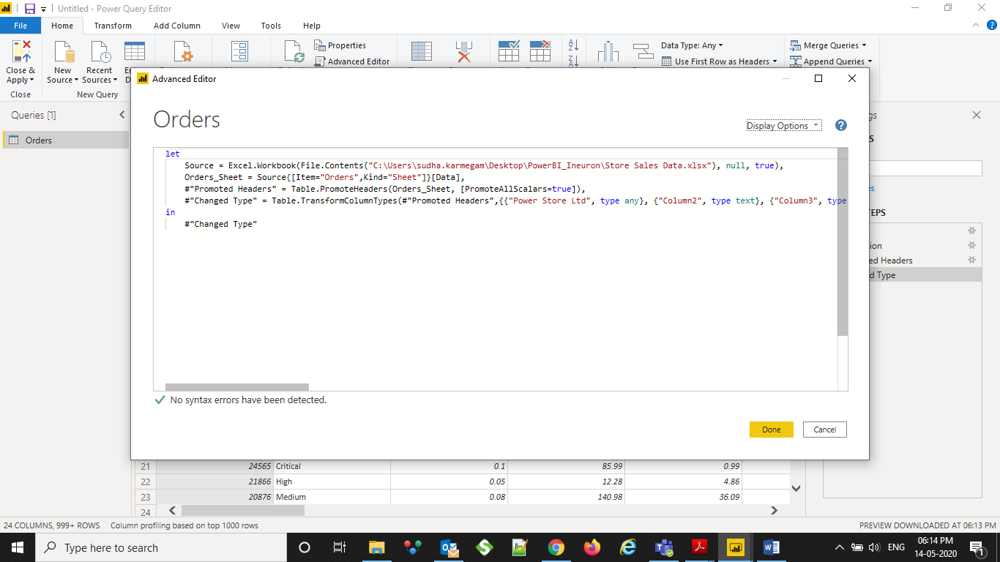 Untitled - Power Query Editor
File Home Transform Add Column View Tools Help
Close & Apply
New Source
Recent Sources
Properties
Advanced Editor
Data Type: Any
Use First Row as Headers
Merge Queries
Append Queries
Close
New Query
Queries [1]
Orders
Advanced Editor
Orders
Display Options
let
Source = Excel.Workbook(File.Contents("C:\Users\sudha.karmegam\Desktop\PowerBI_Ineuron\Store Sales Data.xlsx"), null, true),
Orders_Sheet = Source{[Item="Orders",Kind="Sheet"]}[Data],
#"Promoted Headers" = Table.PromoteHeaders(Orders_Sheet, [PromoteAllScalars=true]),
#"Changed Type" = Table.TransformColumnTypes(#"Promoted Headers",{{"Power Store Ltd", type any}, {"Column2", type text}, {"Column3", type
in
#"Changed Type"
No syntax errors have been detected.
Done Cancel
gs
S
es
TEPS
ion
ed Headers
d Type
21 24565 Critical 0.1 85.99 0.99
22 21866 High 0.05 12.28 4.86
23 20876 Medium 0.08 140.98 36.09
24
24 COLUMNS, 999+ ROWS Column profiling based on top 1000 rows PREVIEW DOWNLOADED AT 06:13 PM
Type here to search
ENG
06:14 PM
14-05-2020
1